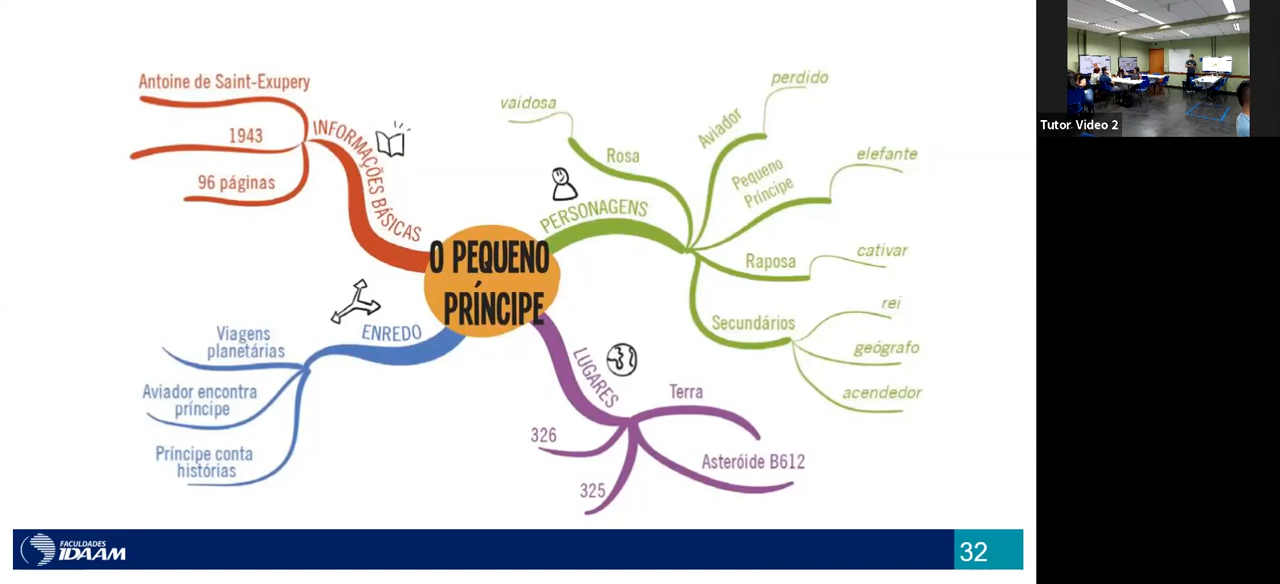 Antoine de Saint-Exupery
1943
96 páginas
INFORMAÇÕES BÁSICAS
vaidosa
Rosa
PERSONAGENS
Aviador
perdido
Pequeno
Príncipe
elefante
Raposa
cativar
Secundários
rei
geógrafo
acendedor
O PEQUENO
PRÍNCIPE
ENREDO
Viagens
planetárias
Aviador encontra
príncipe
Príncipe conta
histórias
LUGARES
Terra
Asteróide B612
326
325
FACULDADES
IDAAM
32
Tutor Video 2